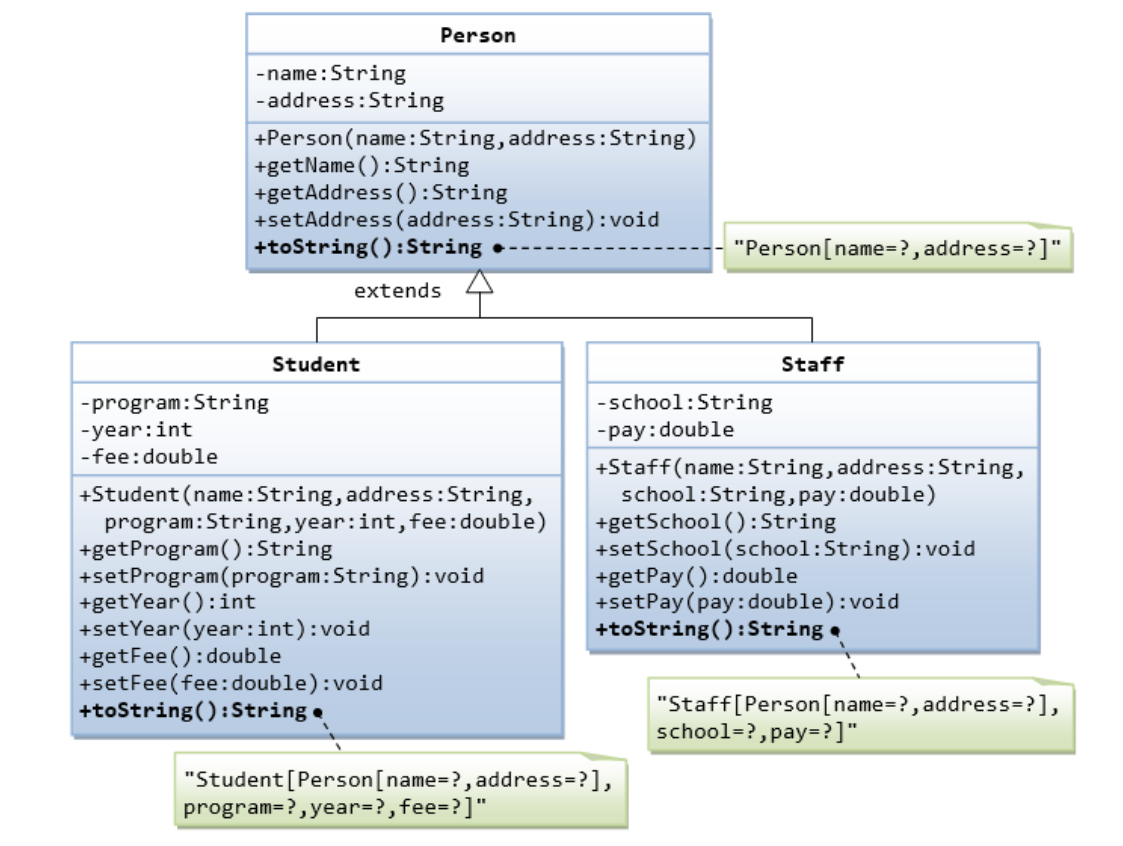 Person
-name:String
-address:String
+Person(name:String,address:String)
+getName():String
+getAddress():String
+setAddress(address:String):void
+toString():String
"Person[name=?,address=?]"
extends
Student
-program:String
-year:int
-fee:double
+Student(name:String,address:String,
program:String,year:int,fee:double)
+getProgram():String
+setProgram(program:String):void
+getYear():int
+setYear(year:int):void
+getFee():double
+setFee(fee:double):void
+toString():String
"Student[Person[name=?,address=?],
program=?,year=?,fee=?]"
Staff
-school:String
-pay:double
+Staff(name:String,address:String,
school:String,pay:double)
+getSchool():String
+setSchool(school:String):void
+getPay():double
+setPay(pay:double):void
+toString():String
"Staff[Person[name=?,address=?],
school=?,pay=?]"